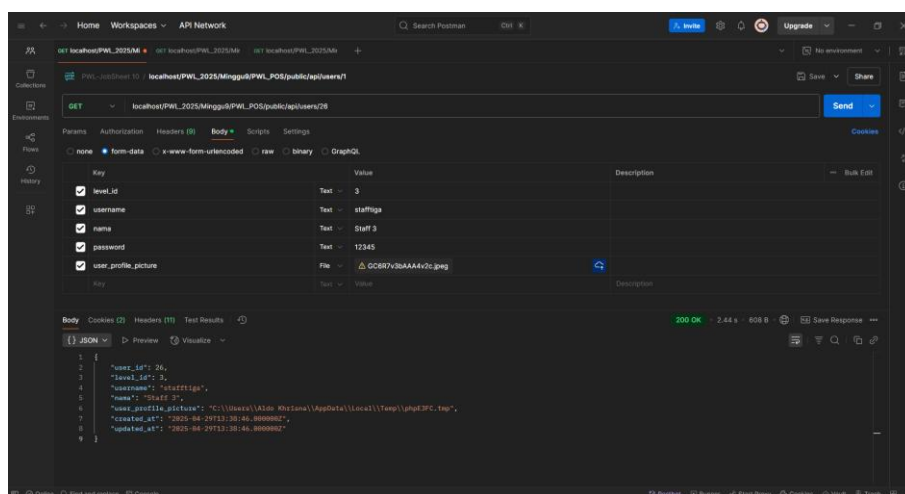 Home Workspaces API Network Search Postman Ctrl K Invite Upgrade
GET localhost/PWL_2025/Mi GET localhost/PWL_2025/Min GET localhost/PWL_2025/Min + No environment
PWL-JobSheet 10 / localhost/PWL_2025/Minggu9/PWL_POS/public/api/users/1 Save Share
Collections
GET localhost/PWL_2025/Minggu9/PWL_POS/public/api/users/26 Send
Environments
Params Authorization Headers (9) Body Scripts Settings Cookies
Flows
none form-data x-www-form-urlencoded raw binary GraphQL
History
Key Value Description Bulk Edit
level_id Text 3
username Text stafftiga
nama Text Staff 3
password Text 12345
user_profile_picture File GC6R7v3bAAA4v2c.jpeg
Key Text Value Description
Body Cookies (2) Headers (11) Test Results 200 OK 2.44 s 608 B Save Response
{} JSON Preview Visualize
1 {
2 "user_id": 26,
3 "level_id": 3,
4 "username": "stafftiga",
5 "nama": "Staff 3",
6 "user_profile_picture": "C:\\Users\\Aldo Khrisna\\AppData\\Local\\Temp\\phpE3FC.tmp",
7 "created_at": "2025-04-29T13:38:46.000000Z",
8 "updated_at": "2025-04-29T13:38:46.000000Z"
9 }